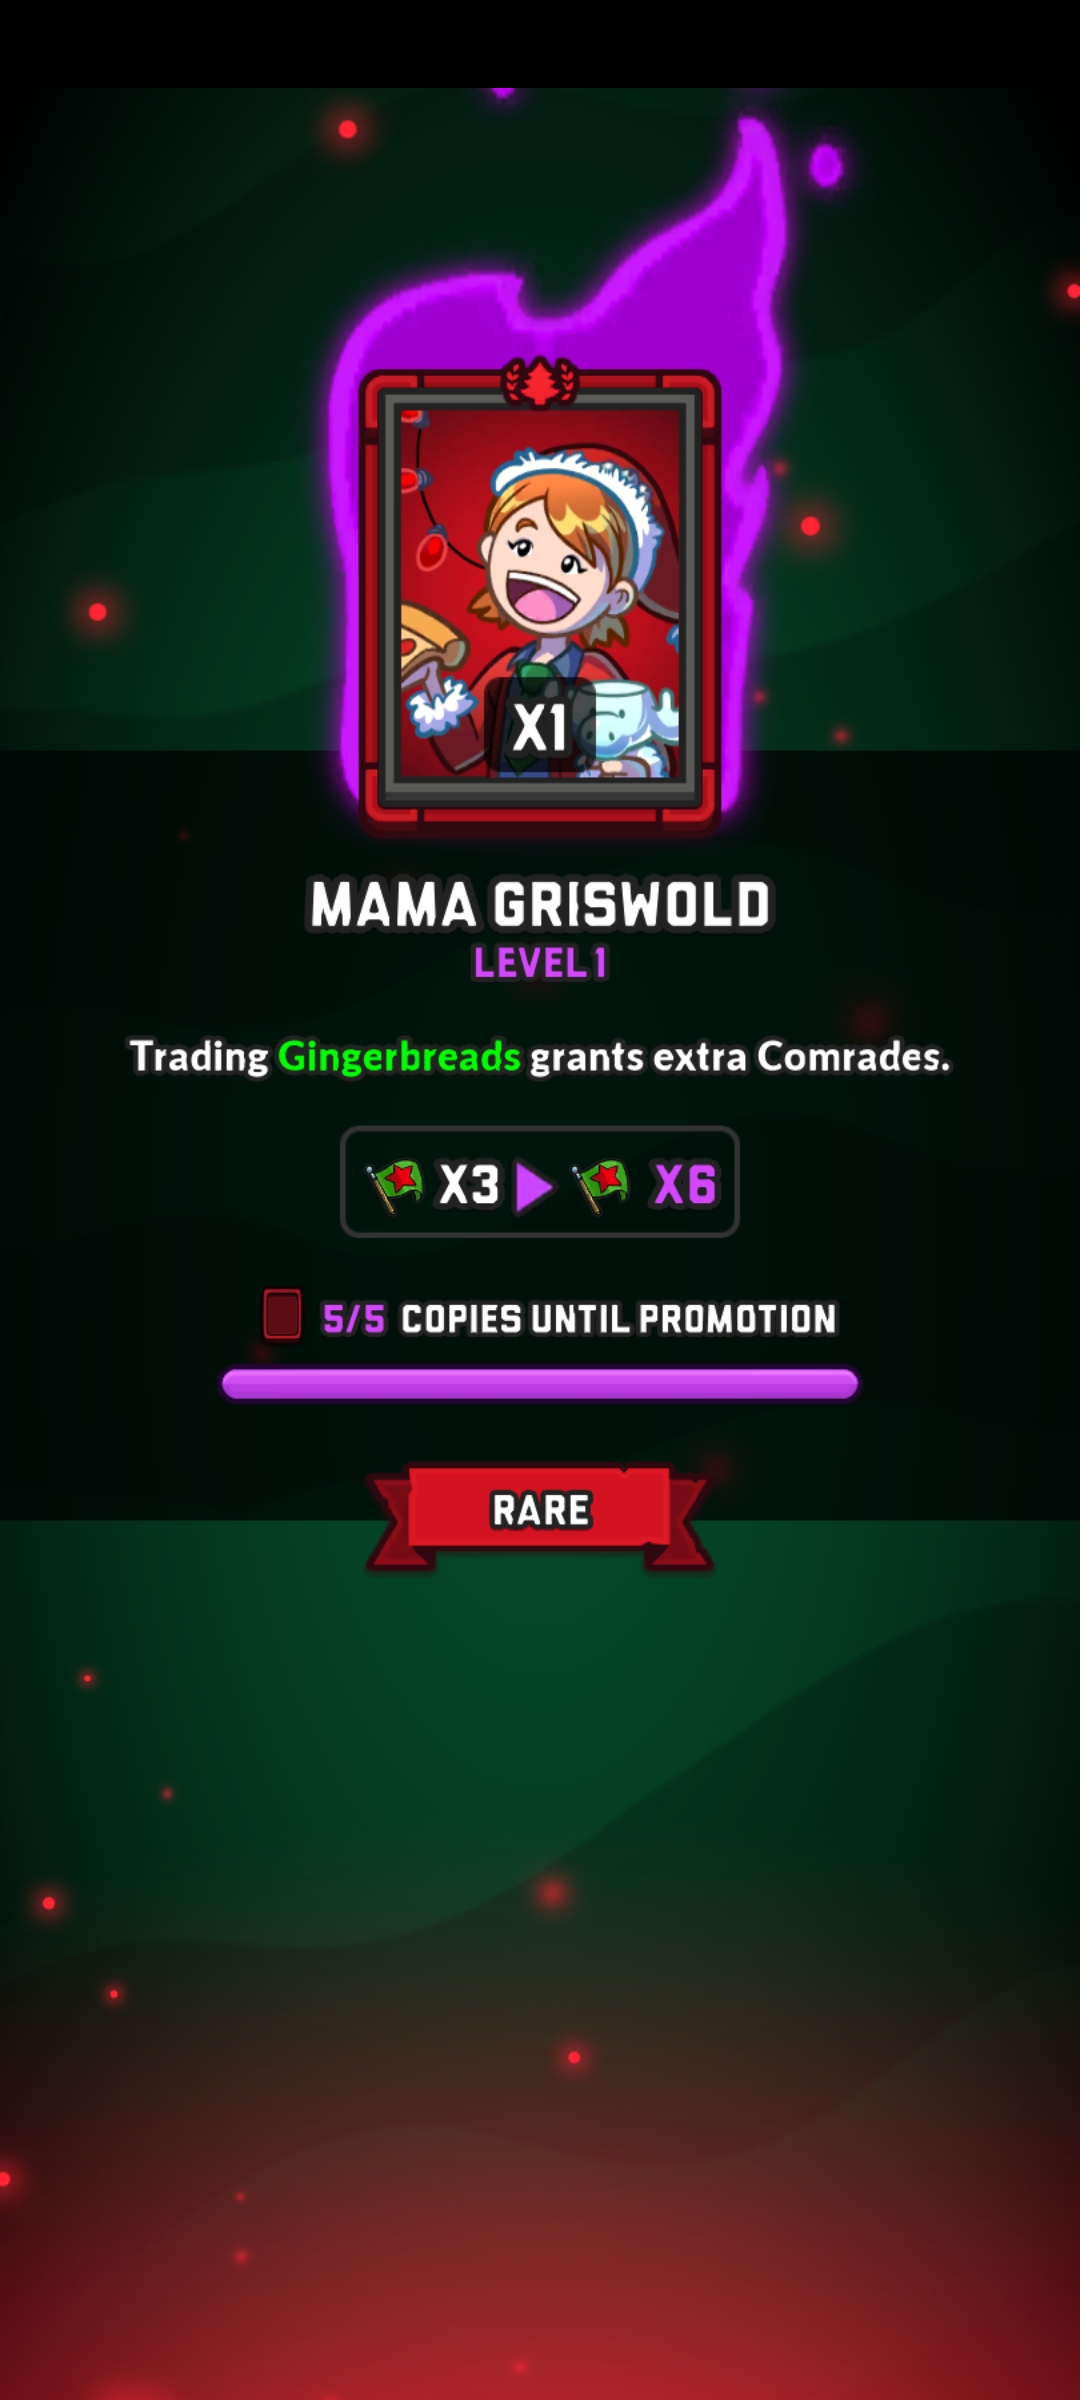 X1
MAMA GRISWOLD
LEVEL 1
Trading Gingerbreads grants extra Comrades.
X3 X6
5/5 COPIES UNTIL PROMOTION
RARE